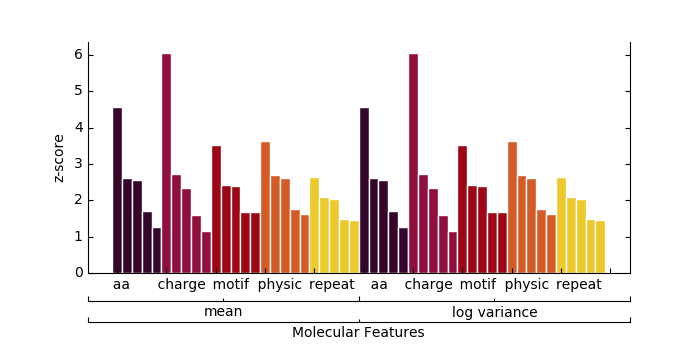 6
5
4
3
2
1
0
z-score
aa charge motif physic repeat aa charge motif physic repeat
mean log variance
Molecular Features